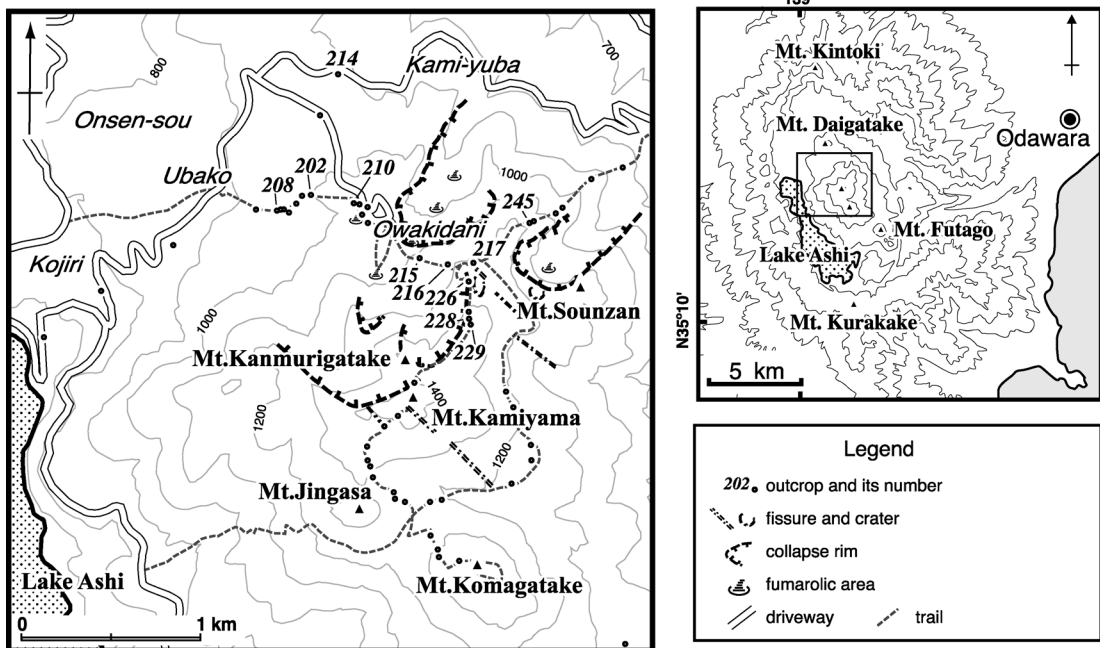 800
214
Kami-yuba
700
Onsen-sou
Ubako
202
208
210
1000
245
Owakidani
217
Kojiri
215
216
226
Mt.Sounzan
228
1000
229
Mt.Kanmurigatake
1400
1200
Mt.Kamiyama
1200
Mt.Jingasa
Lake Ashi
Mt.Komagatake
0
1 km
139
Mt. Kintoki
Mt. Daigatake
Odawara
Mt. Futago
Lake Ashi
N35°10'
Mt. Kurakake
5 km
Legend
202 outcrop and its number
fissure and crater
collapse rim
fumarolic area
driveway trail